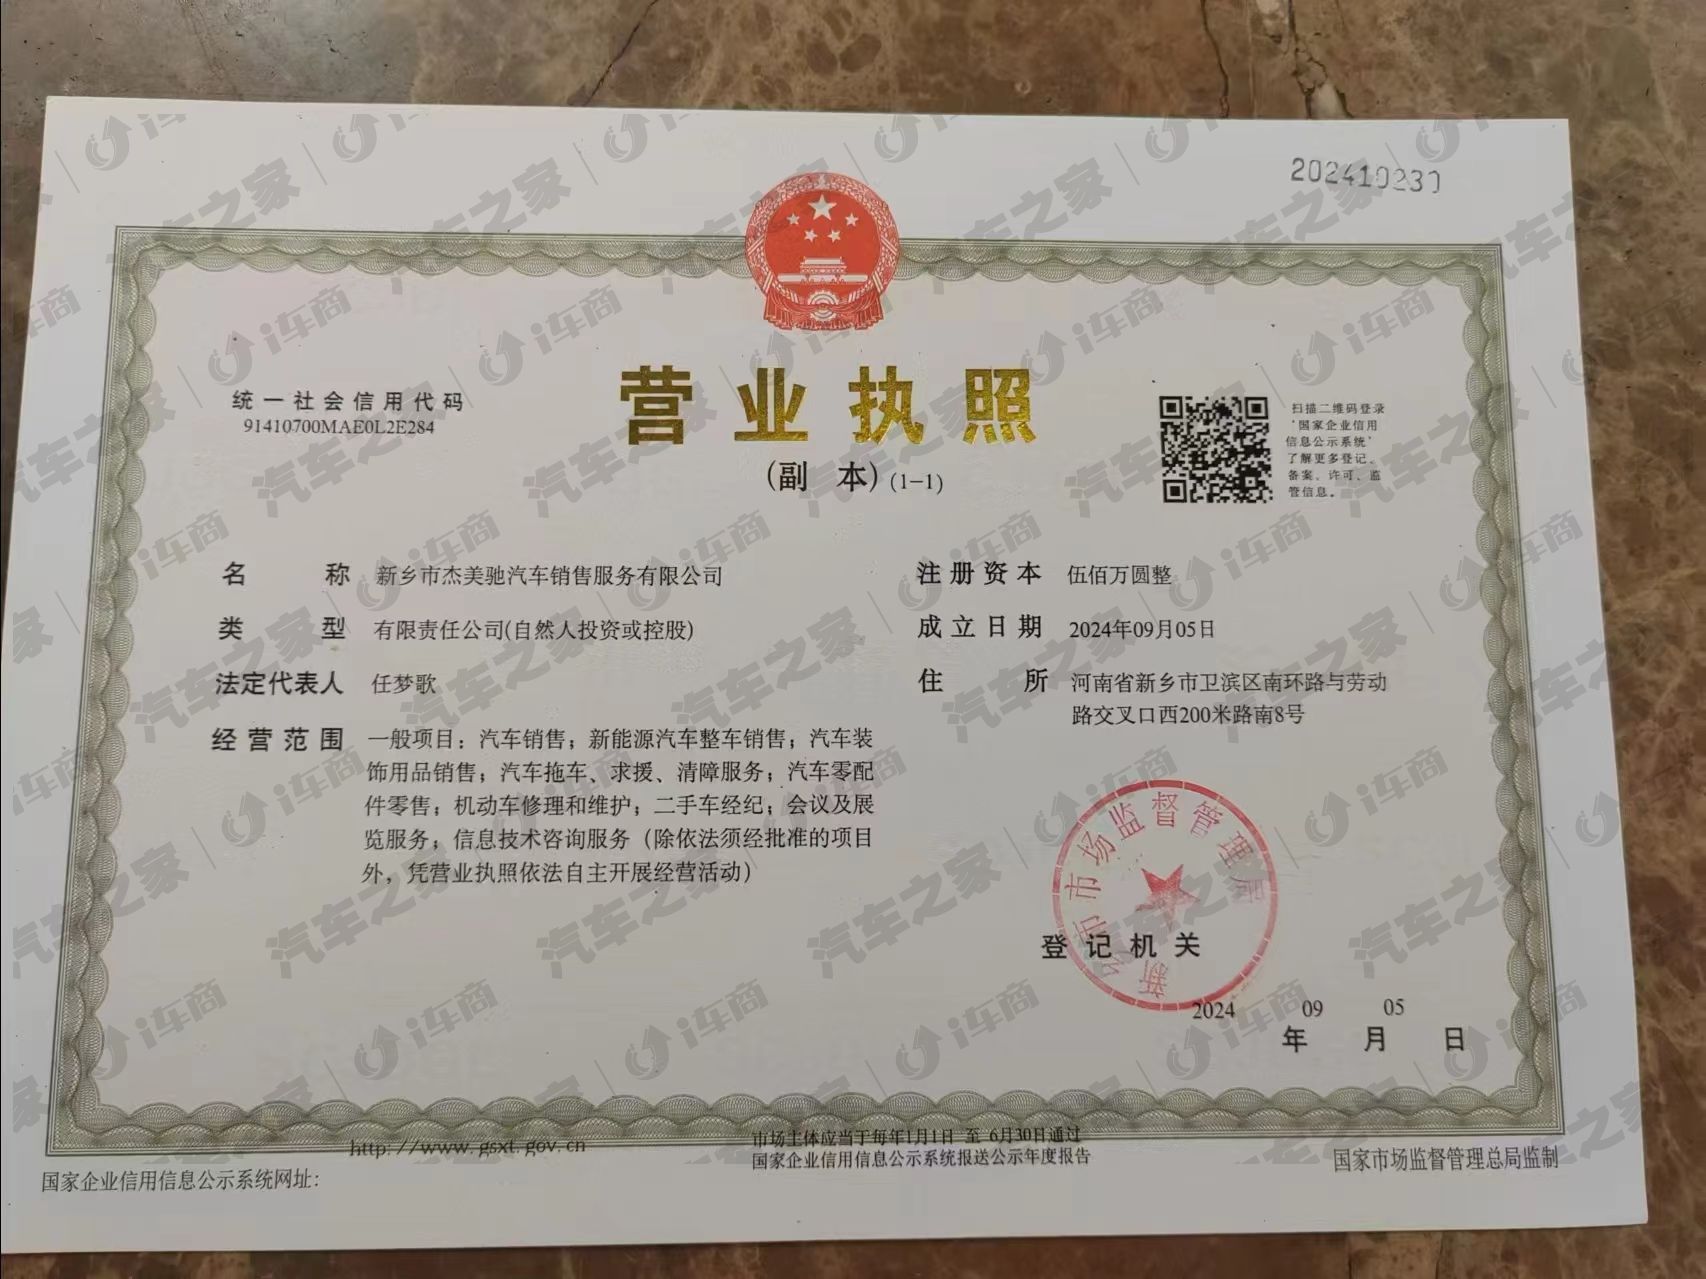 202410230
统一社会信用代码
91410700MAE0L2E284
营业执照
(副 本)(1-1)
扫描二维码登录
'国家企业信用
信息公示系统'
了解更多登记、
备案、许可、监
管信息。
名 称 新乡市杰美驰汽车销售服务有限公司
类 型 有限责任公司(自然人投资或控股)
法定代表人 任梦歌
经营范围 一般项目：汽车销售；新能源汽车整车销售；汽车装
饰用品销售；汽车拖车、求援、清障服务；汽车零配
件零售；机动车修理和维护；二手车经纪；会议及展
览服务；信息技术咨询服务（除依法须经批准的项目
外，凭营业执照依法自主开展经营活动）
注册资本 伍佰万圆整
成立日期 2024年09月05日
住 所 河南省新乡市卫滨区南环路与劳动
路交叉口西200米路南8号
新乡市市场监督管理局
登记机关
2024 09 05
年 月 日
http://www.gsxt.gov.cn
国家企业信用信息公示系统网址：
市场主体应当于每年1月1日 至 6月30日通过
国家企业信用信息公示系统报送公示年度报告
国家市场监督管理总局监制
汽车之家
i车商